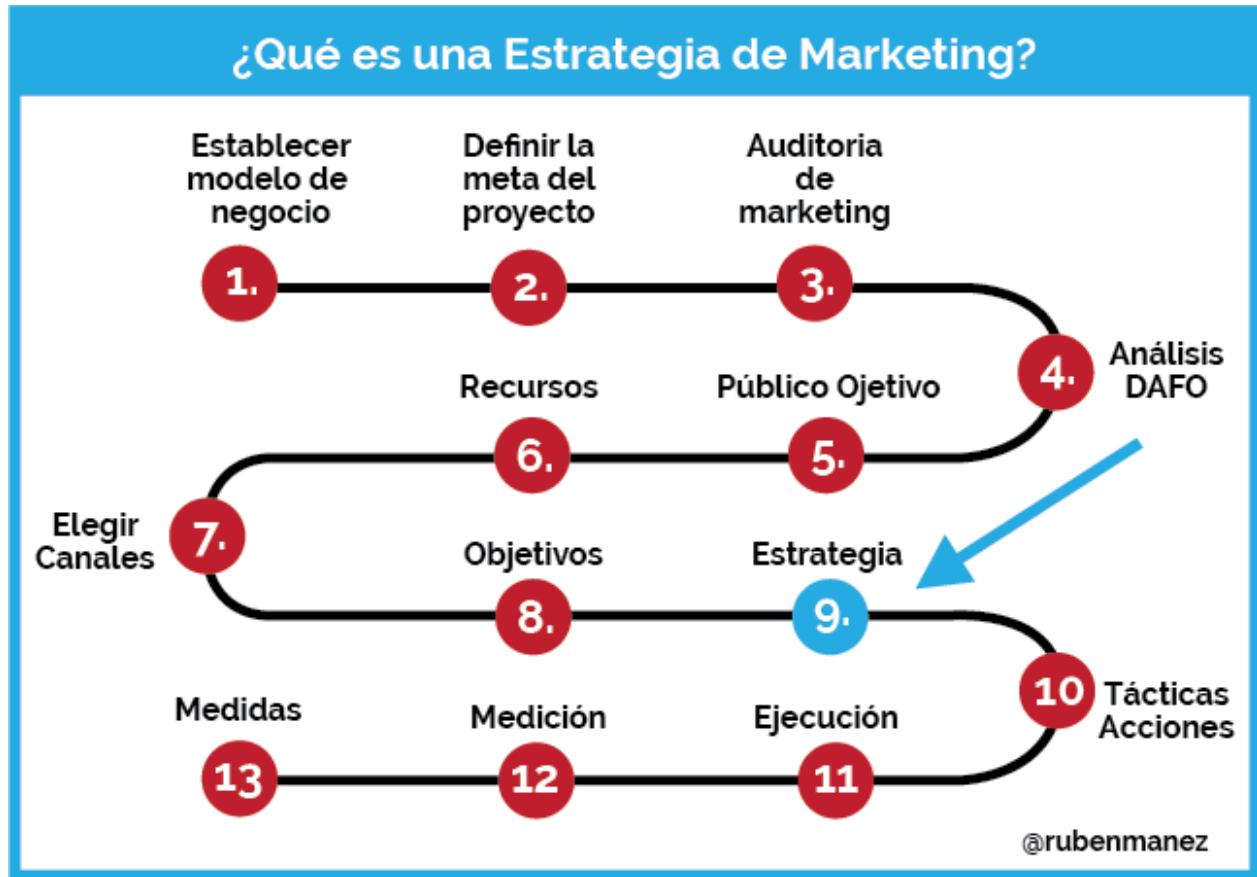 ¿Qué es una Estrategia de Marketing?
Establecer
modelo de
negocio
1.
Definir la
meta del
proyecto
2.
Auditoria
de
marketing
3.
Análisis
DAFO
4.
Público Ojetivo
5.
Recursos
6.
Elegir
Canales
7.
Objetivos
8.
Estrategia
9.
Tácticas
Acciones
10
Ejecución
11
Medición
12
Medidas
13
@rubenmanez